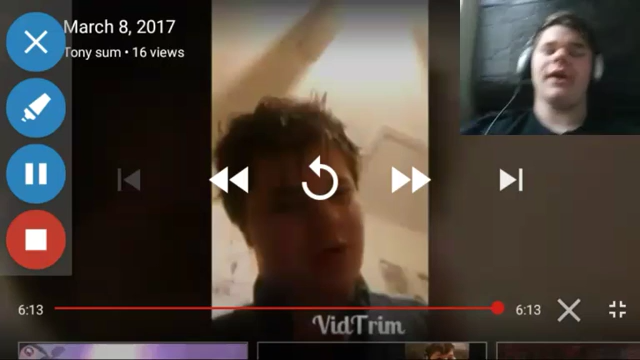 March 8, 2017
Tony sum • 16 views
6:13
6:13
VidTrim